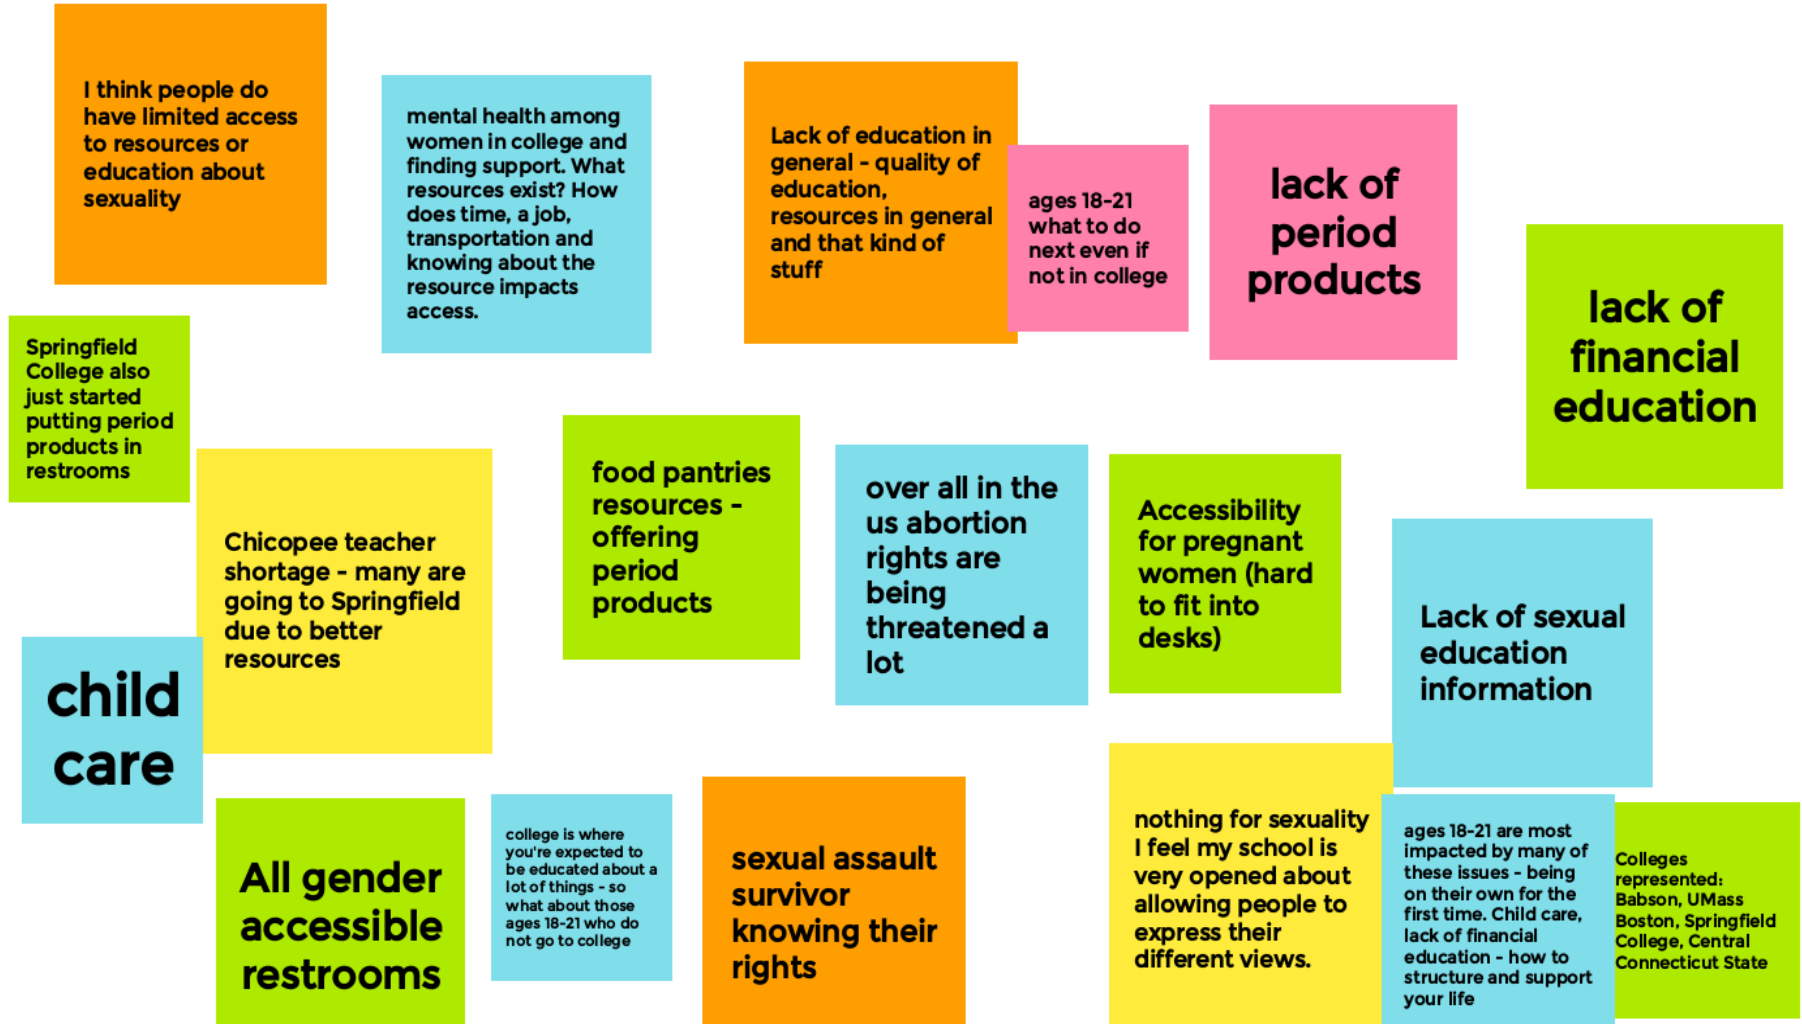 I think people do
have limited access
to resources or
education about
sexuality
mental health among
women in college and
finding support. What
resources exist? How
does time, a job,
transportation and
knowing about the
resource impacts
access.
Lack of education in
general - quality of
education,
resources in general
and that kind of
stuff
ages 18-21
what to do
next even if
not in college
lack of
period
products
lack of
financial
education
Springfield
College also
just started
putting period
products in
restrooms
Chicopee teacher
shortage - many are
going to Springfield
due to better
resources
food pantries
resources -
offering
period
products
over all in the
us abortion
rights are
being
threatened a
lot
Accessibility
for pregnant
women (hard
to fit into
desks)
Lack of sexual
education
information
child
care
All gender
accessible
restrooms
college is where
you're expected to
be educated about a
lot of things - so
what about those
ages 18-21 who do
not go to college
sexual assault
survivor
knowing their
rights
nothing for sexuality
I feel my school is
very opened about
allowing people to
express their
different views.
ages 18-21 are most
impacted by many of
these issues - being
on their own for the
first time. Child care,
lack of financial
education - how to
structure and support
your life
Colleges
represented:
Babson, UMass
Boston, Springfield
College, Central
Connecticut State